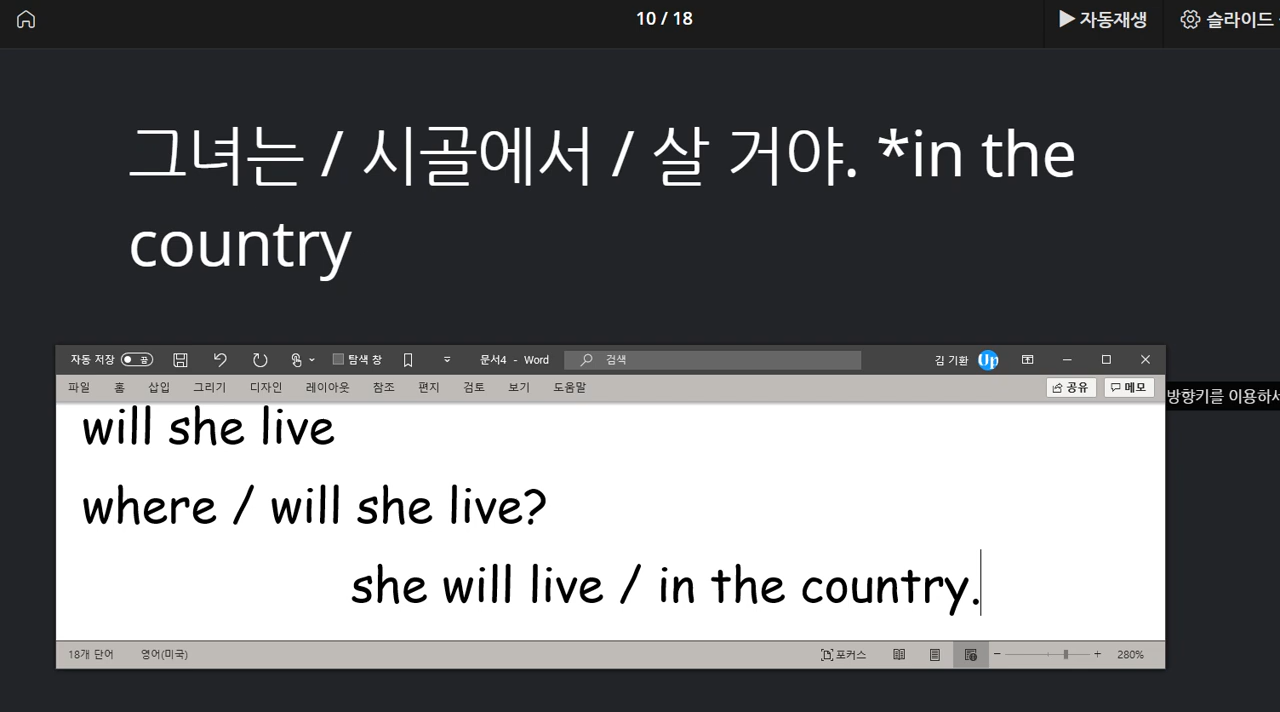 10 / 18
▶ 자동재생
슬라이드
그녀는 / 시골에서 / 살 거야. *in the
country
자동 저장 끔 탐색 창 문서4 - Word 검색 김 기환 Up
파일 홈 삽입 그리기 디자인 레이아웃 참조 편지 검토 보기 도움말 공유 메모
방향키를 이용하
will she live
where / will she live?
she will live / in the country.
18개 단어 영어(미국) 포커스 280%